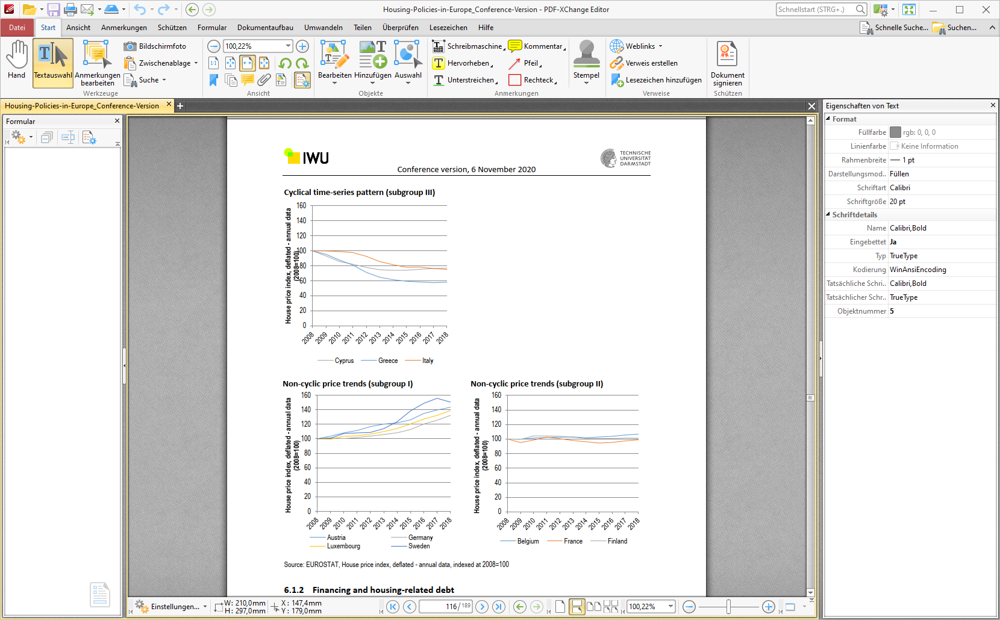 Housing-Policies-in-Europe_Conference-Version - PDF-XChange Editor
Schnellstart (STRG+.)
Datei Start Ansicht Anmerkungen Schützen Formular Dokumentaufbau Umwandeln Teilen Überprüfen Lesezeichen Hilfe
Schnelle Suche... Suchen...
Hand
Textauswahl
Anmerkungen bearbeiten
Bildschirmfoto
Zwischenablage
Suche
Werkzeuge
100,22%
1:1
Ansicht
Bearbeiten Hinzufügen Auswahl
Objekte
Schreibmaschine
Hervorheben
Unterstreichen
Kommentar
Pfeil
Rechteck
Anmerkungen
Stempel
Weblinks
Verweis erstellen
Lesezeichen hinzufügen
Verweise
Dokument signieren
Schützen
Housing-Policies-in-Europe_Conference-Version
Formular
IWU
TECHNISCHE
UNIVERSITÄT
DARMSTADT
Conference version, 6 November 2020
Cyclical time-series pattern (subgroup III)
House price index, deflated - annual data
(2008=100)
160
140
120
100
80
60
40
20
0
2008 2009 2010 2011 2012 2013 2014 2015 2016 2017 2018
Cyprus Greece Italy
Non-cyclic price trends (subgroup I)
House price index, deflated - annual data
(2008=100)
160
140
120
100
80
60
40
20
0
2008 2009 2010 2011 2012 2013 2014 2015 2016 2017 2018
Austria Germany
Luxembourg Sweden
Non-cyclic price trends (subgroup II)
House price index, deflated - annual data
(2008=100)
160
140
120
100
80
60
40
20
0
2008 2009 2010 2011 2012 2013 2014 2015 2016 2017 2018
Belgium France Finland
Source: EUROSTAT, House price index, deflated - annual data, indexed at 2008=100
6.1.2 Financing and housing-related debt
Eigenschaften von Text
Format
Füllfarbe rgb: 0, 0, 0
Linienfarbe Keine Information
Rahmenbreite 1 pt
Darstellungsmod.. Füllen
Schriftart Calibri
Schriftgröße 20 pt
Schriftdetails
Name Calibri,Bold
Eingebettet Ja
Typ TrueType
Kodierung WinAnsiEncoding
Tatsächliche Schri.. Calibri,Bold
Tatsächlicher Schr.. TrueType
Objektnummer 5
Einstellungen...
W: 210,0mm
H: 297,0mm
X : 147,4mm
Y : 179,0mm
116 / 189
100,22%